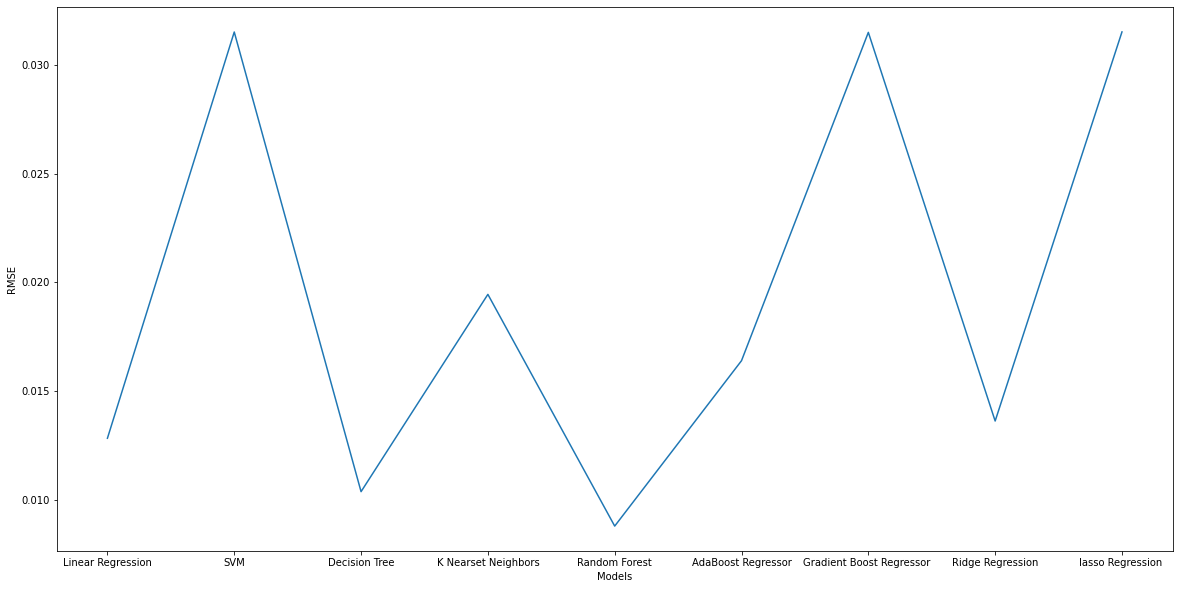 0.030
0.025
0.020
0.015
0.010
RMSE
Linear Regression
SVM
Decision Tree
K Nearset Neighbors
Random Forest
AdaBoost Regressor
Gradient Boost Regressor
Ridge Regression
lasso Regression
Models